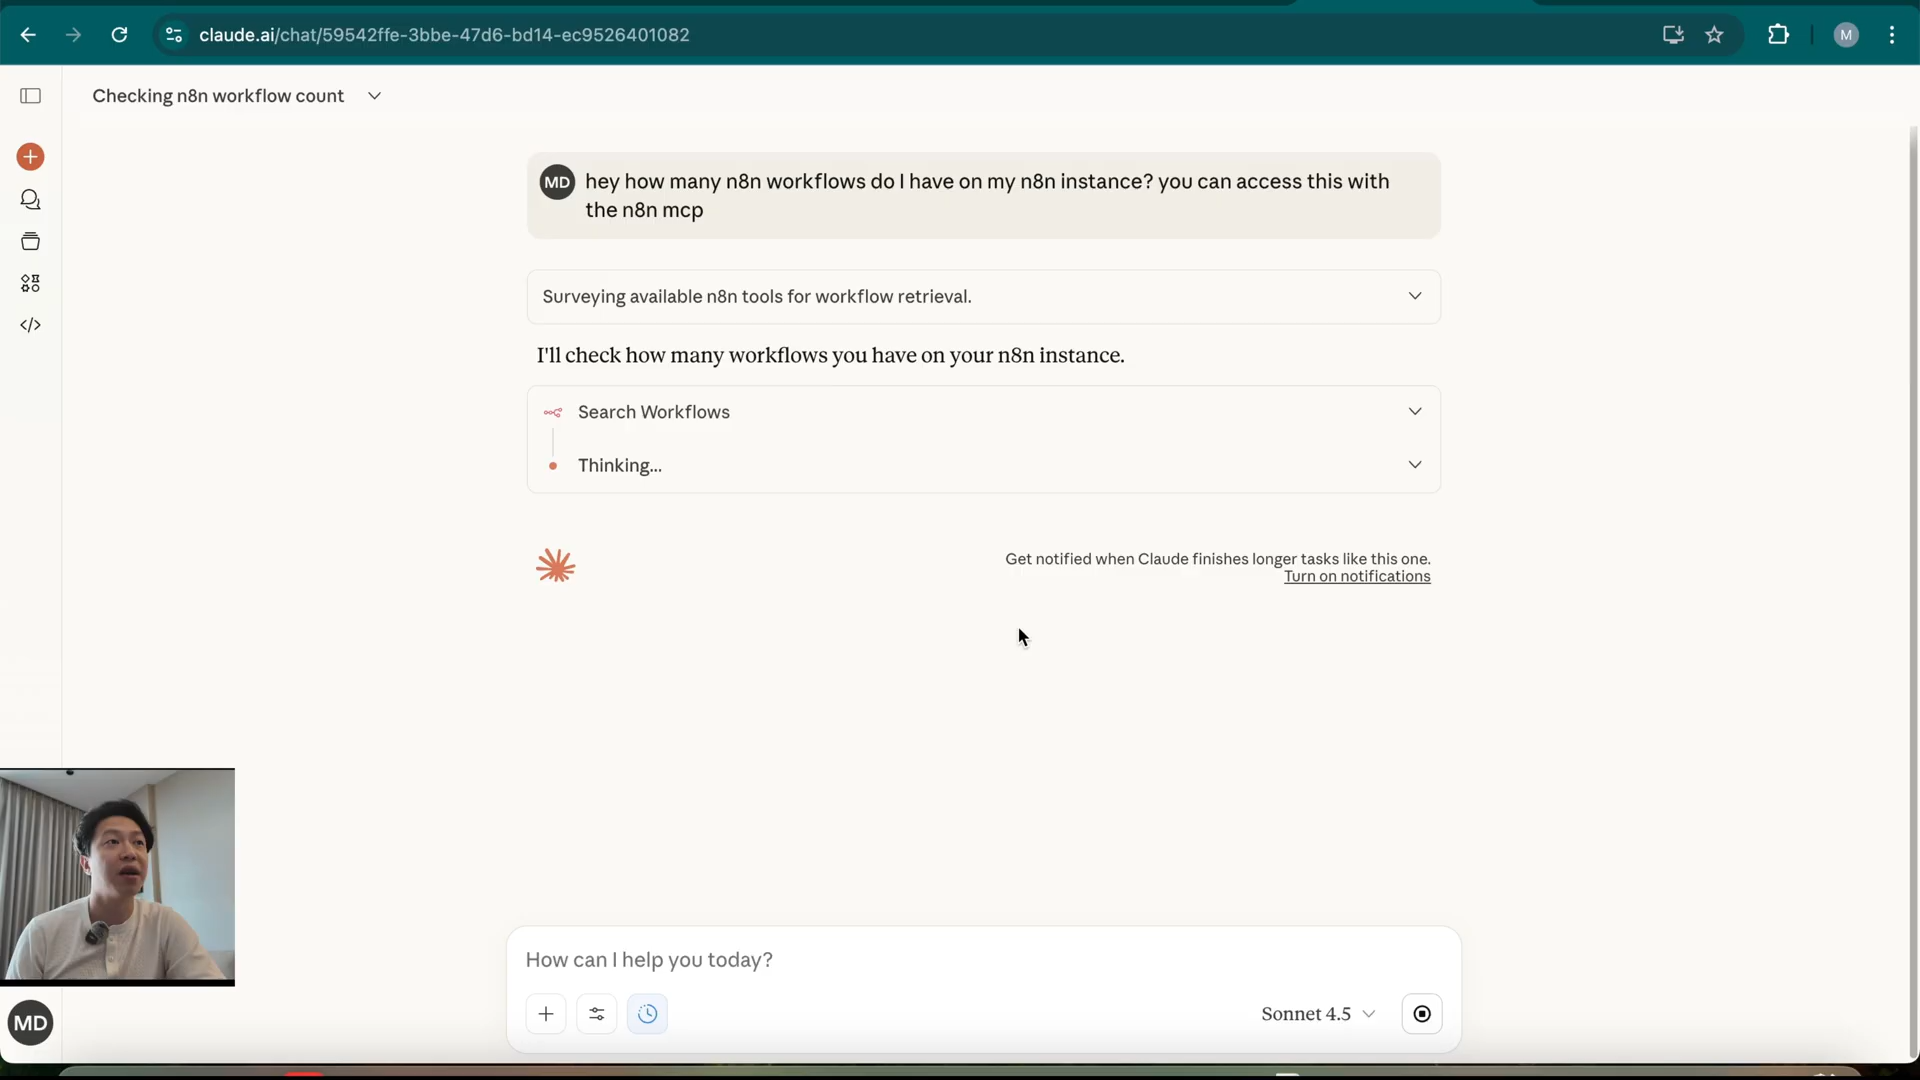 claude.ai/chat/59542ffe-3bbe-47d6-bd14-ec9526401082
M
Checking n8n workflow count
MD
hey how many n8n workflows do I have on my n8n instance? you can access this with
the n8n mcp
Surveying available n8n tools for workflow retrieval.
I'll check how many workflows you have on your n8n instance.
Search Workflows
Thinking...
Get notified when Claude finishes longer tasks like this one.
Turn on notifications
How can I help you today?
Sonnet 4.5
MD